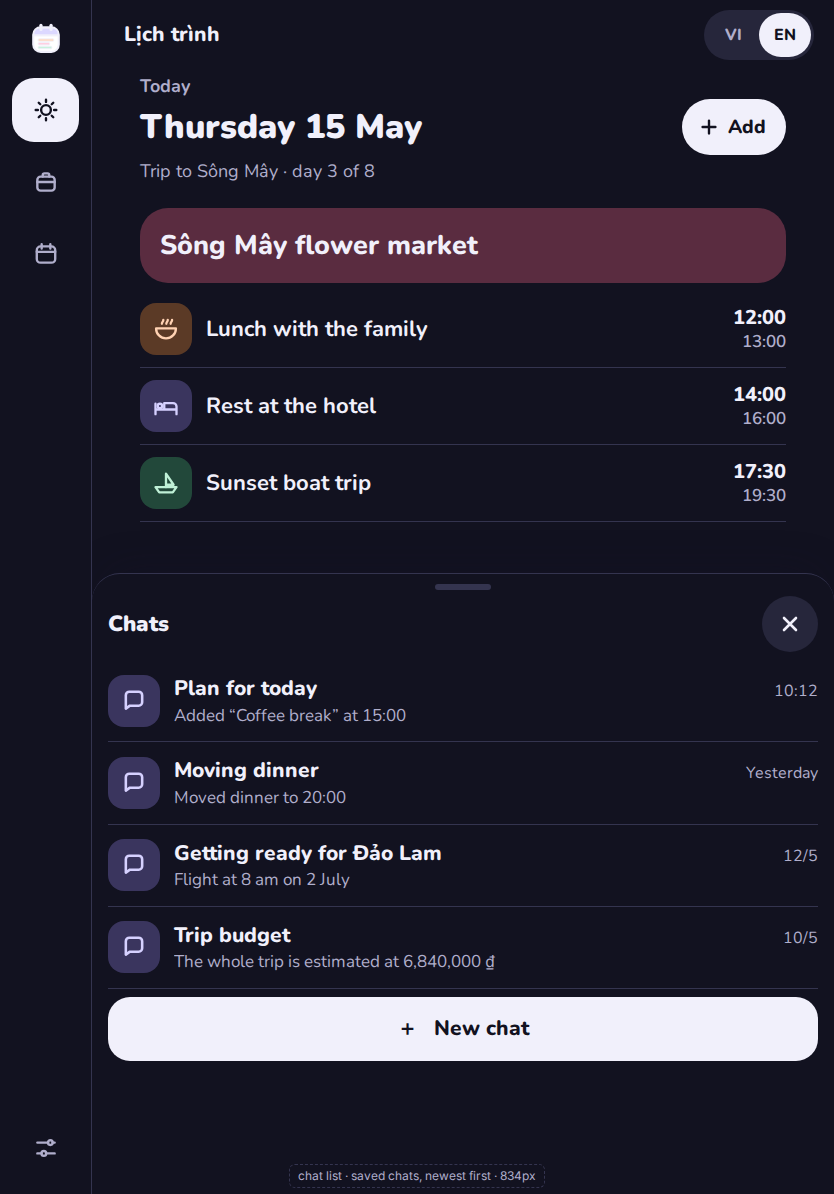 Lịch trình
VI
EN
Today
Thursday 15 May
+ Add
Trip to Sông Mây · day 3 of 8
Sông Mây flower market
Lunch with the family
12:00
13:00
Rest at the hotel
14:00
16:00
Sunset boat trip
17:30
19:30
Chats
Plan for today
10:12
Added “Coffee break” at 15:00
Moving dinner
Yesterday
Moved dinner to 20:00
Getting ready for Đảo Lam
12/5
Flight at 8 am on 2 July
Trip budget
10/5
The whole trip is estimated at 6,840,000 ₫
+ New chat
chat list · saved chats, newest first · 834px